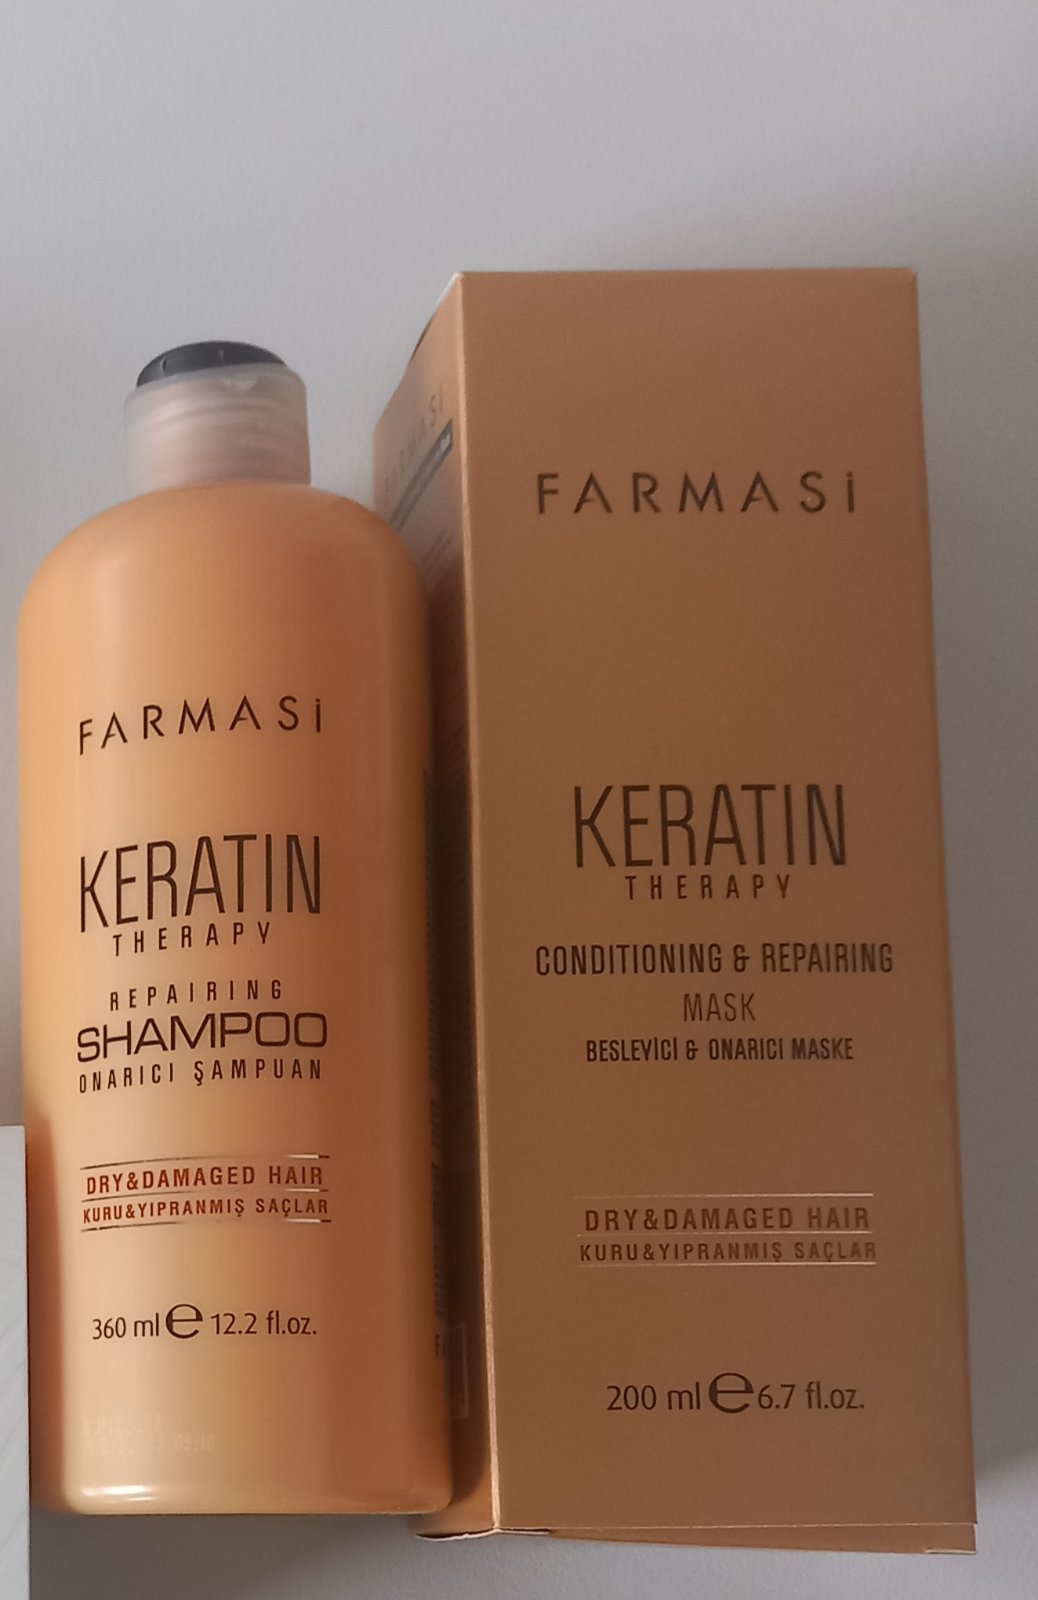 FARMASi
KERATIN
THERAPY
REPAIRING
SHAMPOO
ONARICI ŞAMPUAN
DRY&DAMAGED HAIR
KURU&YIPRANMIŞ SAÇLAR
360 ml e 12.2 fl.oz.
FARMASi
FARMASi
KERATIN
THERAPY
CONDITIONING & REPAIRING
MASK
BESLEYİCİ & ONARICI MASKE
DRY&DAMAGED HAIR
KURU&YIPRANMIŞ SAÇLAR
200 ml e 6.7 fl.oz.